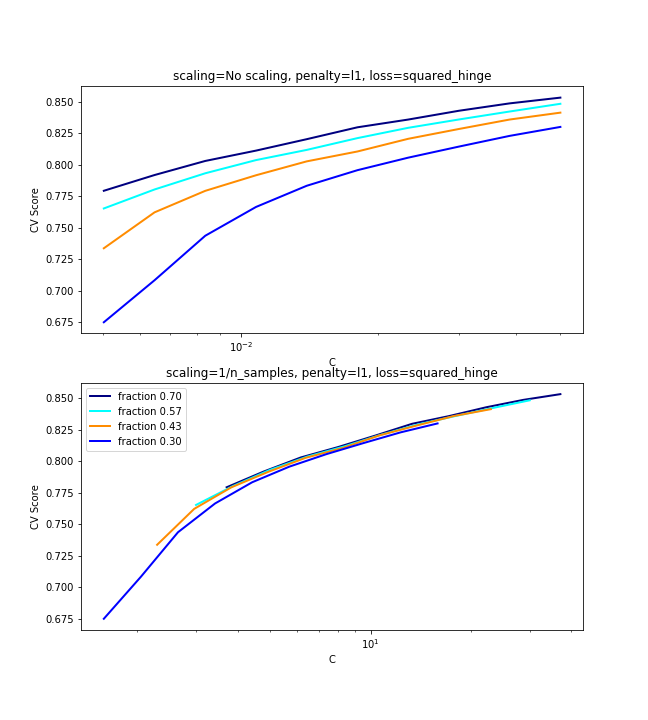 scaling=No scaling, penalty=l1, loss=squared_hinge
0.850
0.825
0.800
0.775
0.750
0.725
0.700
0.675
CV Score
10⁻²
C
scaling=1/n_samples, penalty=l1, loss=squared_hinge
0.850
0.825
0.800
0.775
0.750
0.725
0.700
0.675
CV Score
fraction 0.70
fraction 0.57
fraction 0.43
fraction 0.30
10¹
C